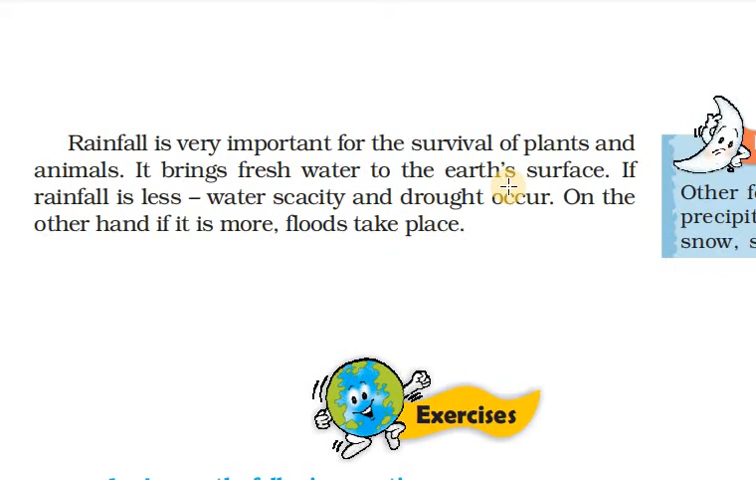 Rainfall is very important for the survival of plants and
animals. It brings fresh water to the earth's surface. If
rainfall is less – water scacity and drought occur. On the
other hand if it is more, floods take place.
Other
snow,
Exercises